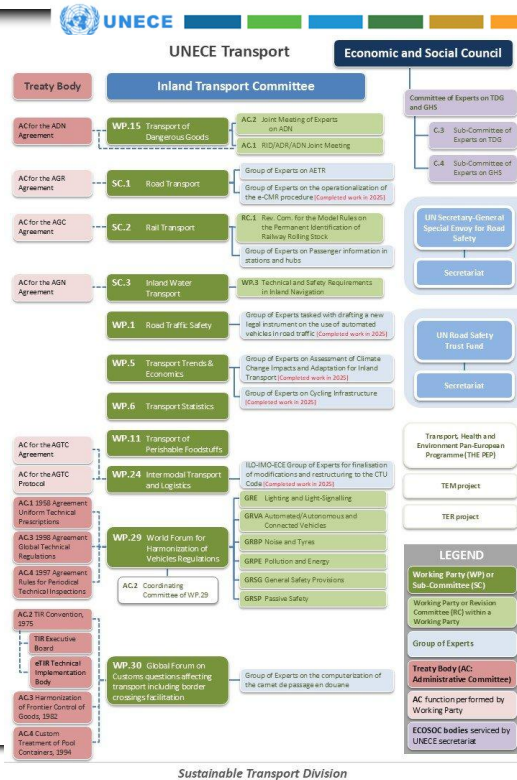 UNECE
UNECE Transport
Economic and Social Council
Treaty Body
Inland Transport Committee
Committee of Experts on TDG
and GHS
C.3 Sub-Committee of
Experts on TDG
C.4 Sub-Committee of
Experts on GHS
AC for the ADN
Agreement
WP.15 Transport of
Dangerous Goods
AC.2 Joint Meeting of Experts
on ADN
AC.1 RID/ADR/ADN Joint Meeting
AC for the AGR
Agreement
SC.1 Road Transport
Group of Experts on AETR
Group of Experts on the operationalization of
the e-CMR procedure [Completed work in 2025]
AC for the AGC
Agreement
SC.2 Rail Transport
RC.1 Rev. Com. for the Model Rules on
the Permanent Identification of
Railway Rolling Stock
Group of Experts on Passenger information in
stations and hubs
UN Secretary-General
Special Envoy for Road
Safety
Secretariat
AC for the AGN
Agreement
SC.3 Inland Water
Transport
WP.3 Technical and Safety Requirements
in Inland Navigation
WP.1 Road Traffic Safety
Group of Experts tasked with drafting a new
legal instrument on the use of automated
vehicles in road traffic [Completed work in 2025]
UN Road Safety
Trust Fund
Secretariat
WP.5 Transport Trends &
Economics
Group of Experts on Assessment of Climate
Change Impacts and Adaptation for Inland
Transport [Completed work in 2025]
Group of Experts on Cycling Infrastructure
[Completed work in 2025]
WP.6 Transport Statistics
WP.11 Transport of
Perishable Foodstuffs
Transport, Health and
Environment Pan-European
Programme (THE PEP)
AC for the AGTC
Agreement
AC for the AGTC
Protocol
WP.24 Intermodal Transport
and Logistics
ILO-IMO-ECE Group of Experts for finalisation
of modifications and restructuring to the CTU
Code [Completed work in 2025]
TEM project
TER project
AC.1 1958 Agreement
Uniform Technical
Prescriptions
AC.3 1998 Agreement
Global Technical
Regulations
AC.4 1997 Agreement
Rules for Periodical
Technical Inspections
WP.29 World Forum for
Harmonization of
Vehicles Regulations
AC.2 Coordinating
Committee of WP.29
GRE Lighting and Light-Signalling
GRVA Automated/Autonomous and
Connected Vehicles
GRBP Noise and Tyres
GRPE Pollution and Energy
GRSG General Safety Provisions
GRSP Passive Safety
LEGEND
Working Party (WP) or
Sub-Committee (SC)
Working Party or Revision
Committee (RC) within a
Working Party
Group of Experts
Treaty Body (AC:
Administrative Committee)
AC function performed by
Working Party
ECOSOC bodies serviced by
UNECE secretariat
AC.2 TIR Convention,
1975
TIR Executive
Board
eTIR Technical
Implementation
Body
AC.3 Harmonization
of Frontier Control of
Goods, 1982
AC.4 Custom
Treatment of Pool
Containers, 1994
WP.30 Global Forum on
Customs questions affecting
transport including border
crossings facilitation
Group of Experts on the computerization of
the carnet de passage en douane
Sustainable Transport Division